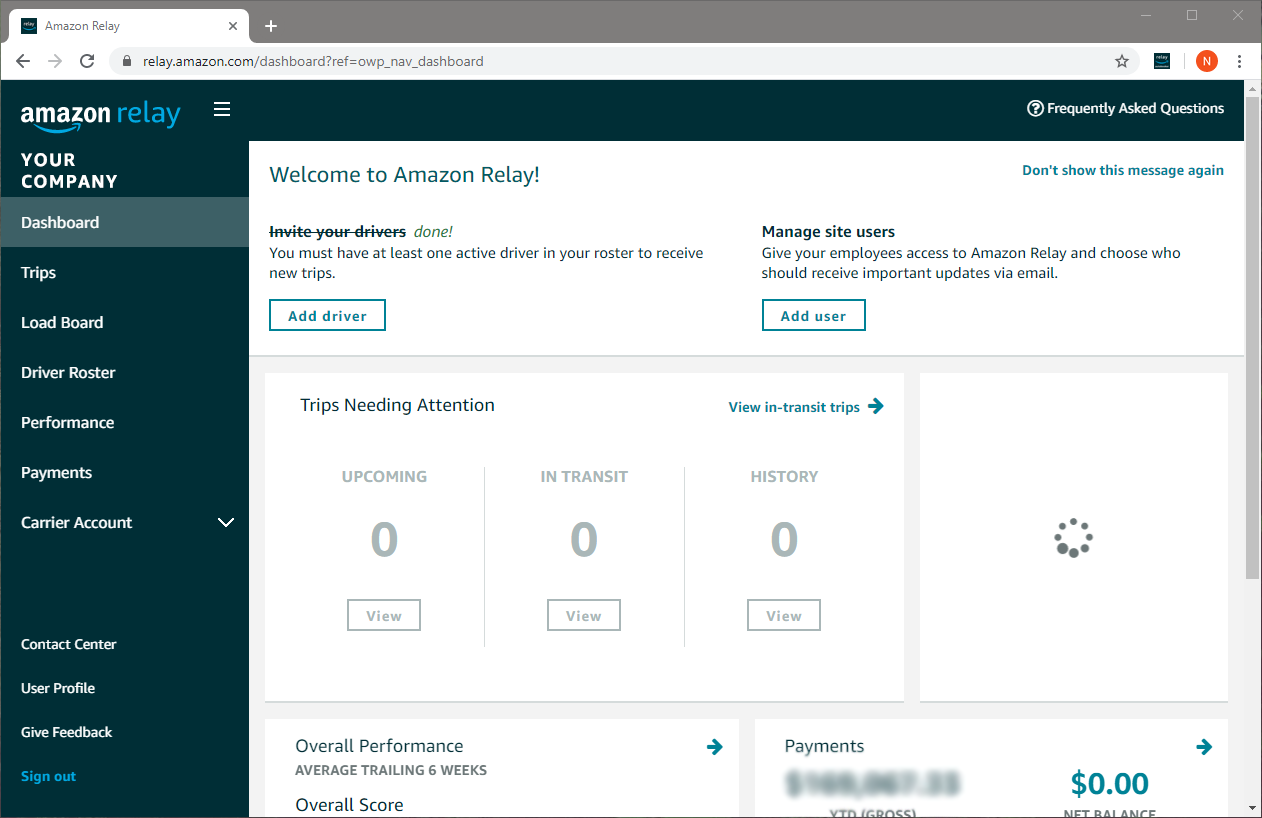 Amazon Relay
relay.amazon.com/dashboard?ref=owp_nav_dashboard
N
amazon relay
Frequently Asked Questions
YOUR
COMPANY
Dashboard
Trips
Load Board
Driver Roster
Performance
Payments
Carrier Account
Contact Center
User Profile
Give Feedback
Sign out
Welcome to Amazon Relay!
Don't show this message again
Invite your drivers done!
You must have at least one active driver in your roster to receive
new trips.
Add driver
Manage site users
Give your employees access to Amazon Relay and choose who
should receive important updates via email.
Add user
Trips Needing Attention
View in-transit trips
UPCOMING
0
View
IN TRANSIT
0
View
HISTORY
0
View
Overall Performance
AVERAGE TRAILING 6 WEEKS
Overall Score
Payments
YTD (GROSS)
$0.00
NET BALANCE